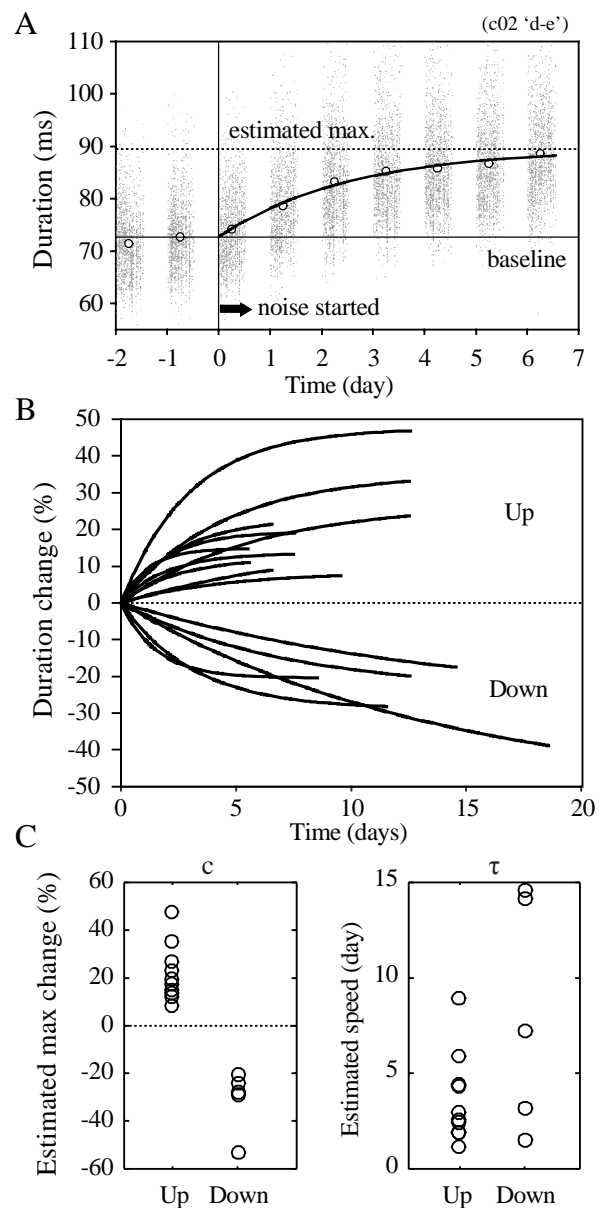 A
(c02 ‘d-e’)
Duration (ms)
110
100
90
80
70
60
estimated max.
baseline
noise started
-2 -1 0 1 2 3 4 5 6 7
Time (day)
B
Duration change (%)
50
40
30
20
10
0
-10
-20
-30
-40
-50
Up
Down
0 5 10 15 20
Time (days)
C
c
Estimated max change (%)
60
40
20
0
-20
-40
-60
Up Down
τ
Estimated speed (day)
15
10
5
0
Up Down